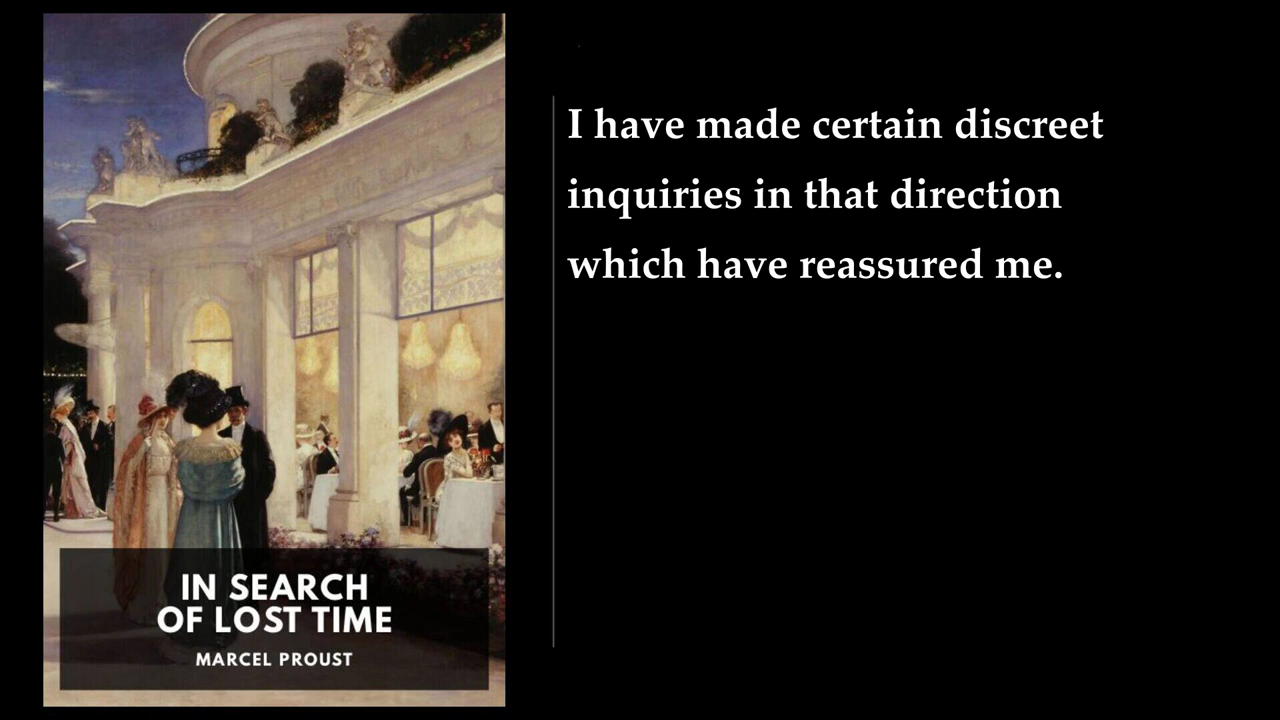 IN SEARCH
OF LOST TIME
MARCEL PROUST
I have made certain discreet
inquiries in that direction
which have reassured me.